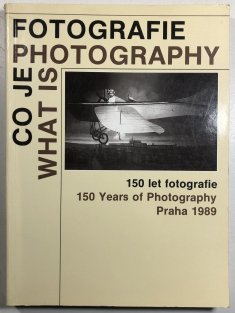 CO JE FOTOGRAFIE
WHAT IS PHOTOGRAPHY
150 let fotografie
150 Years of Photography
Praha 1989